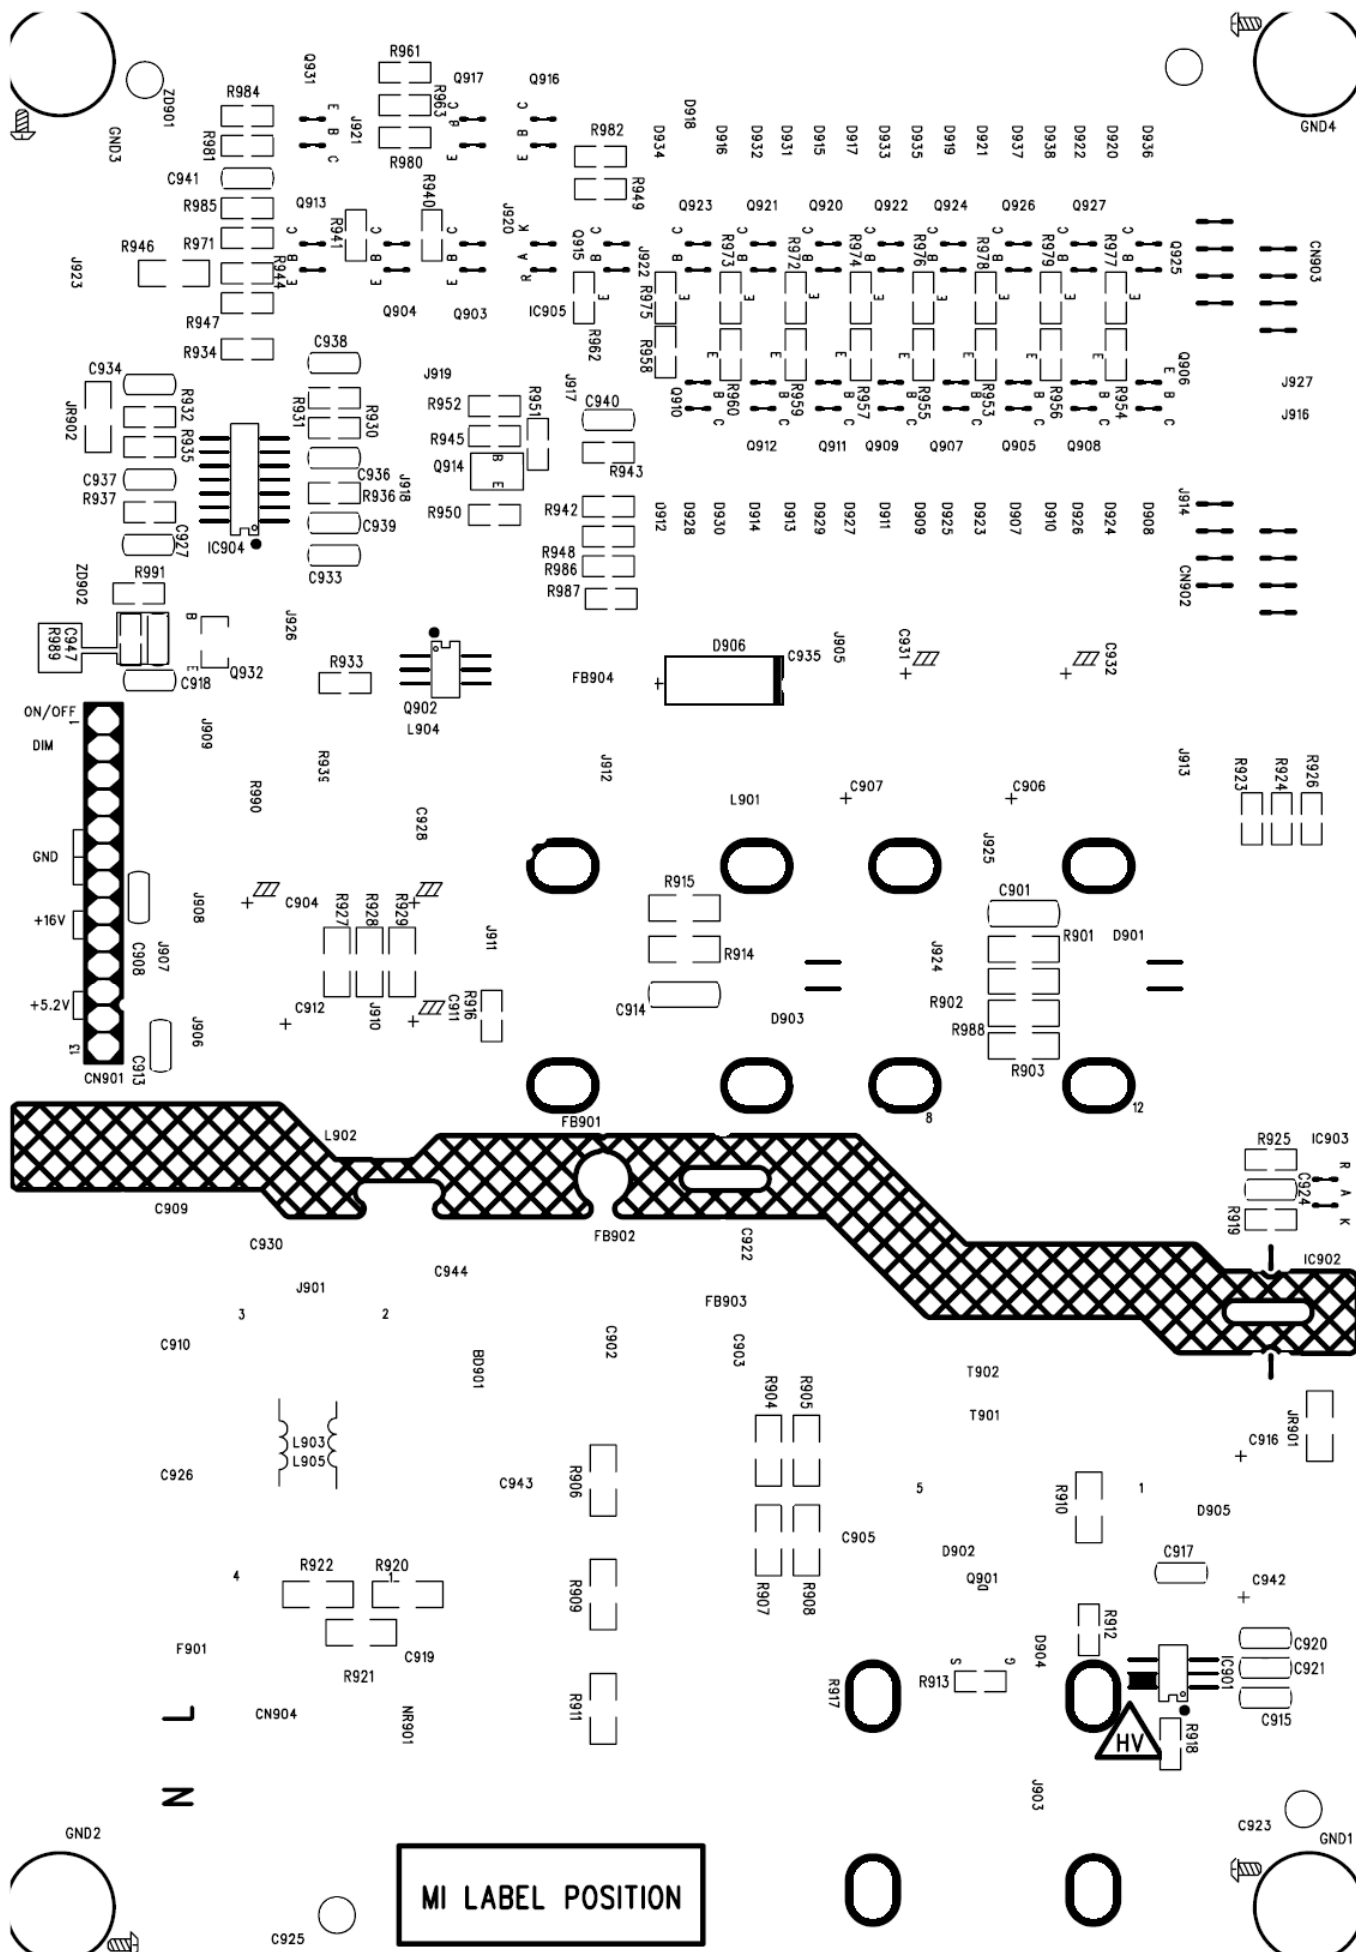 R961
Q931
Q917
Q916
R984
ZD901
E
B
C
J921
R963
C
B
E
C
B
E
D918
GND3
R981
R980
R982
D934
D916
D932
D931
D915
D917
D933
D935
D919
D921
D937
D938
D922
D920
D936
GND4
C941
R985
Q913
R941
R940
J920
R949
Q923
Q921
Q920
Q922
Q924
Q926
Q927
R946
R971
C
B
E
C
B
E
C
B
E
K
A
R
Q915
C
B
E
J922
C
B
E
R973
C
B
E
R972
C
B
E
R974
C
B
E
R976
C
B
E
R978
C
B
E
R979
C
B
E
R977
C
B
E
Q925
CN903
J923
R944
R947
Q904
Q903
IC905
R962
R975
R934
C938
R958
C934
J919
J917
Q910
E
B
C
R960
E
B
C
R959
E
B
C
R957
E
B
C
R955
E
B
C
R953
E
B
C
R956
E
B
C
R954
E
B
C
Q906
J927
J916
JR902
R932
R931
R930
R952
R951
C940
R935
R945
Q914
B
E
R943
Q912
Q911
Q909
Q907
Q905
Q908
C937
R937
C936
R936
J918
C939
R950
R942
D912
D928
D930
D914
D913
D929
D927
D911
D909
D925
D923
D907
D910
D926
D924
D908
J914
C927
IC904
C933
R948
R986
R987
ZD902
R991
CN902
C947
R989
B
E
Q932
J926
C918
R933
Q902
L904
FB904
D906
+
C935
J905
C931
+
C932
+
ON/OFF
1
DIM
J909
R939
J912
J913
R923
R924
R926
R990
C928
L901
+
C907
+
C906
GND
J925
+
C904
+
R915
C901
+16V
J908
R927
R928
R929
J911
R914
J924
R901
D901
C908
J907
+5.2V
C912
+
J910
+
C911
R916
C914
D903
R902
R988
R903
J906
13
CN901
C913
FB901
8
12
L902
R925
IC903
R
A
K
C924
R919
C909
C930
FB902
C922
IC902
C944
J901
FB903
3
2
C910
BD901
C902
C903
T902
R904
R905
T901
JR901
C916
+
L903
L905
C926
C943
R906
5
R910
1
D905
C905
D902
C917
4
R922
R920
1
Q901
D
C942
+
R909
R907
R908
R912
F901
C919
D904
C920
R921
S
G
R913
IC901
C921
R917
L
CN904
NR901
R911
C915
HV
R918
N
J903
GND2
C923
GND1
MI LABEL POSITION
C925